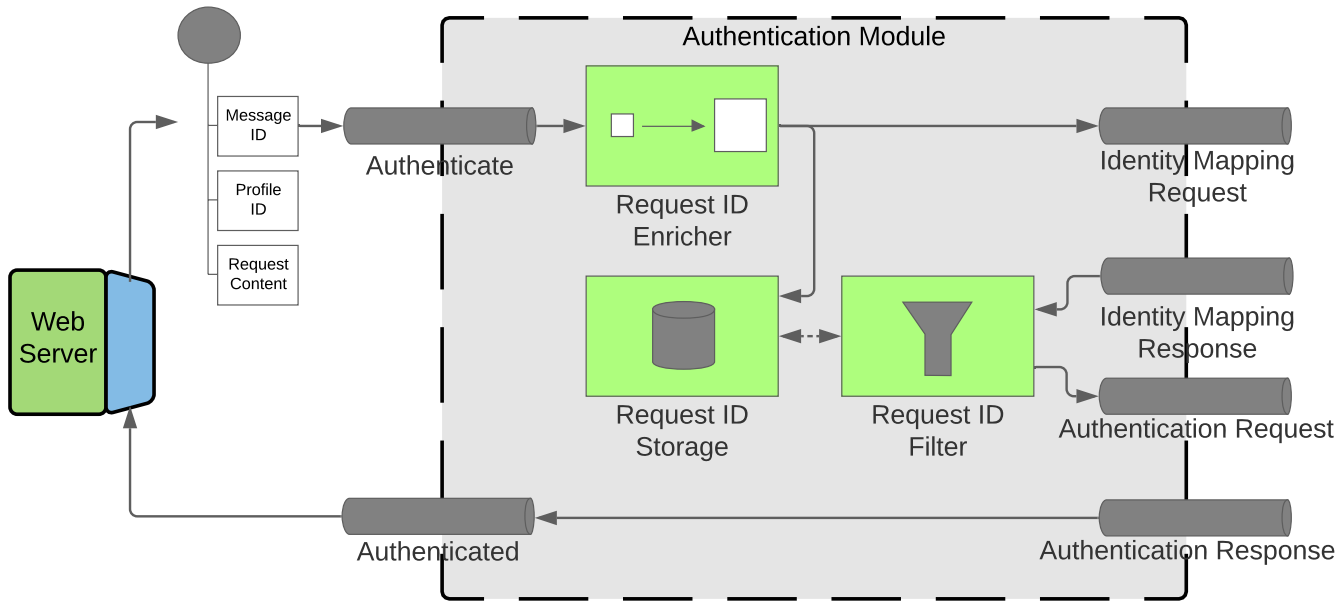 Authentication Module
Message
ID
Authenticate
Profile
ID
Request
Content
Request ID
Enricher
Identity Mapping
Request
Web
Server
Identity Mapping
Response
Request ID
Storage
Request ID
Filter
Authentication Request
Authenticated
Authentication Response